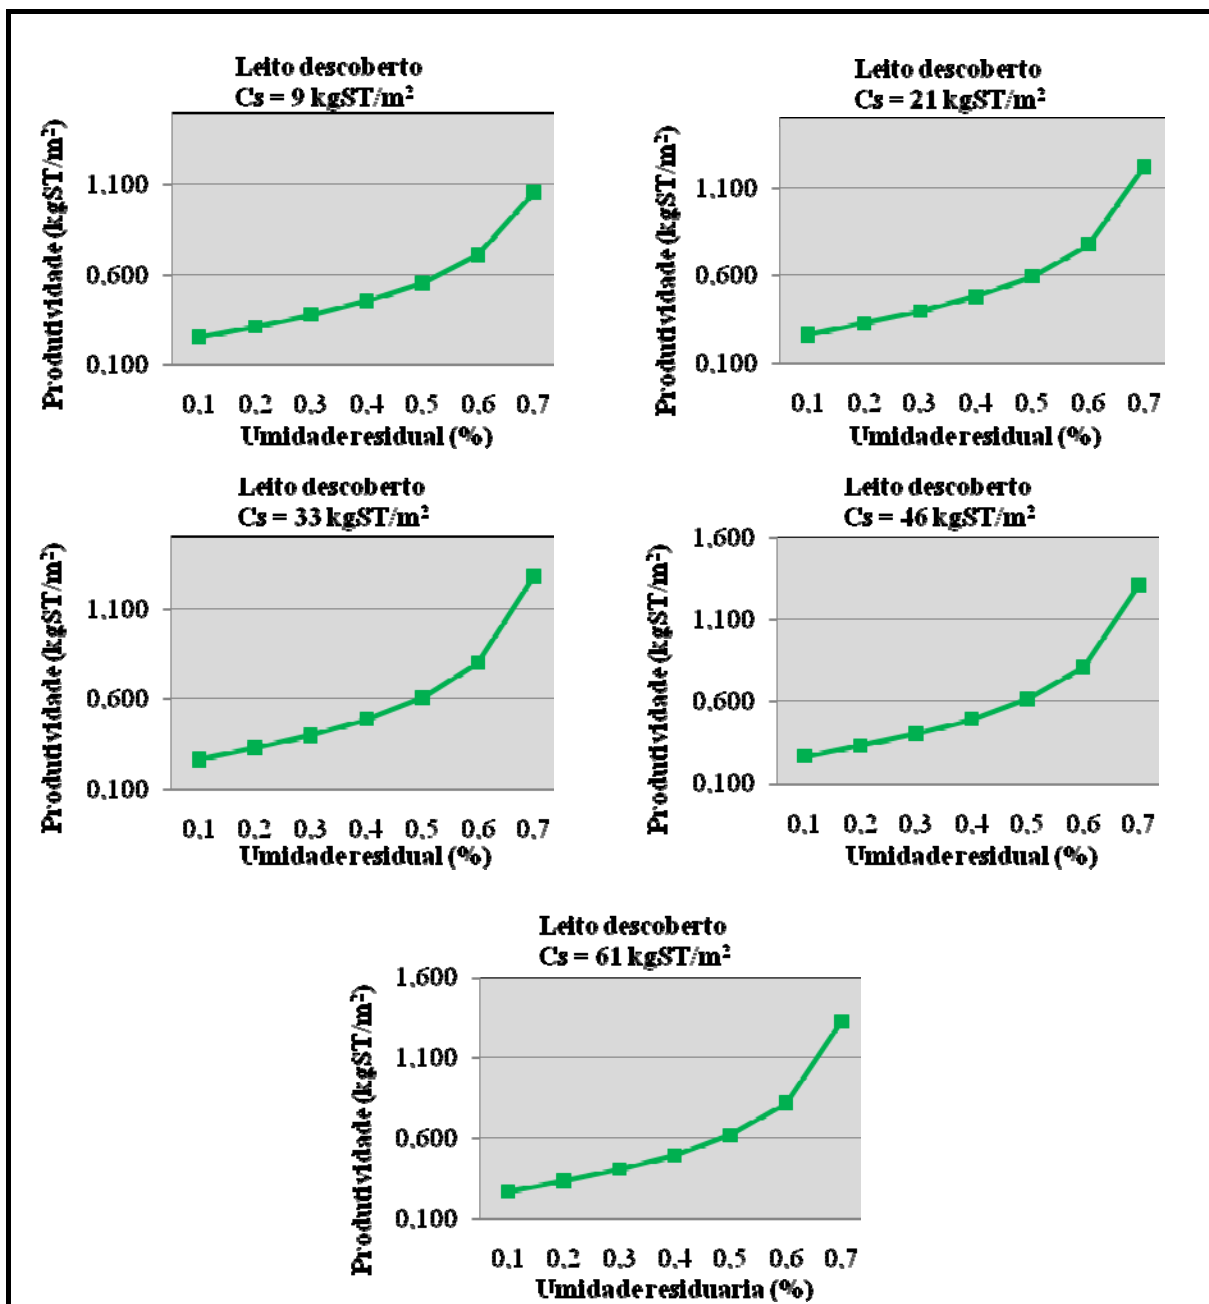 Leito descoberto
Cs = 9 kgST/m²
Produtividade (kgST/m²)
1,100
0,600
0,100
0,1 0,2 0,3 0,4 0,5 0,6 0,7
Umidade residual (%)
Leito descoberto
Cs = 21 kgST/m²
Produtividade (kgST/m²)
1,100
0,600
0,100
0,1 0,2 0,3 0,4 0,5 0,6 0,7
Umidade residual (%)
Leito descoberto
Cs = 33 kgST/m²
Produtividade (kgST/m²)
1,100
0,600
0,100
0,1 0,2 0,3 0,4 0,5 0,6 0,7
Umidade residual (%)
Leito descoberto
Cs = 46 kgST/m²
Produtividade (kgST/m²)
1,600
1,100
0,600
0,100
0,1 0,2 0,3 0,4 0,5 0,6 0,7
Umidade residual (%)
Leito descoberto
Cs = 61 kgST/m²
Produtividade (kgST/m²)
1,600
1,100
0,600
0,100
0,1 0,2 0,3 0,4 0,5 0,6 0,7
Umidade residuaria (%)